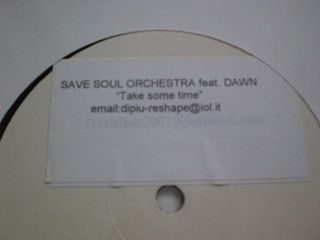 SAVE SOUL ORCHESTRA feat. DAWN
"Take some time"
email:dipiu-reshape@iol.it